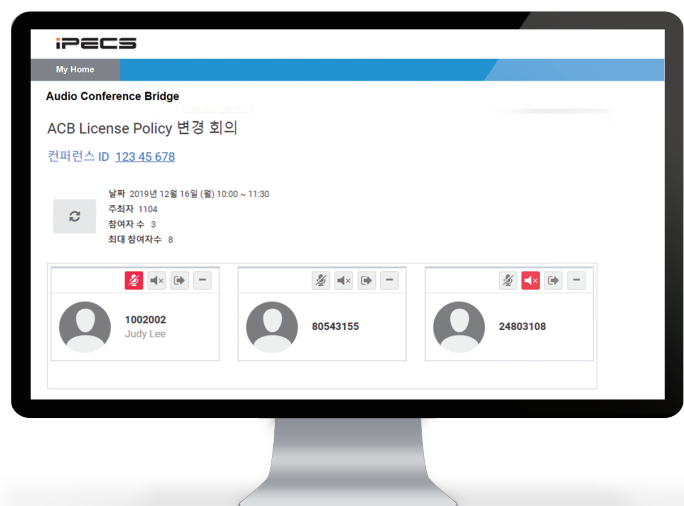 iPECS
My Home
Audio Conference Bridge
ACB License Policy 변경 회의
컨퍼런스 ID 123 45 678
날짜 2019년 12월 16일 (월) 10:00 ~ 11:30
주최자 1104
참여자 수 3
최대 참여자수 8
1002002
Judy Lee
80543155
24803108